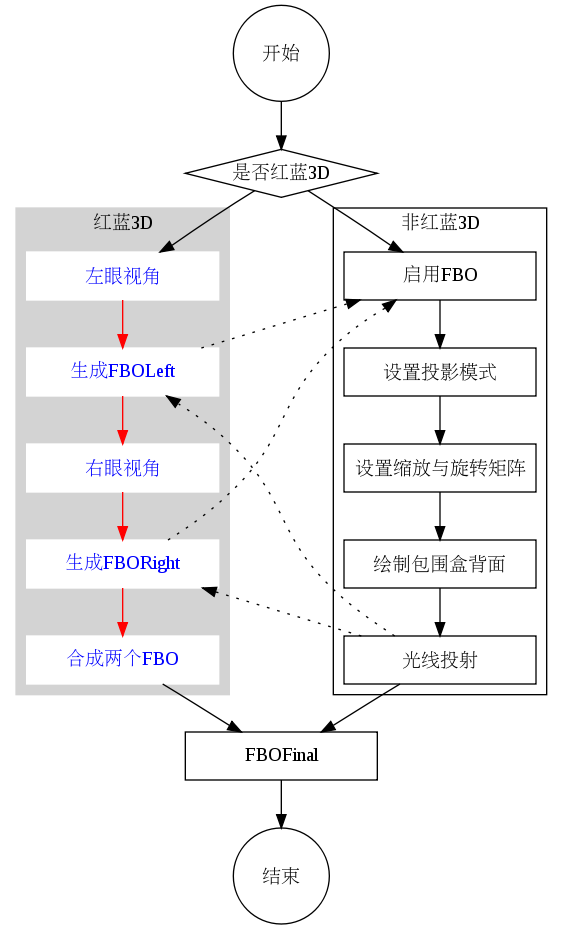 开始
是否红蓝3D
红蓝3D
左眼视角
生成FBOLeft
右眼视角
生成FBORight
合成两个FBO
非红蓝3D
启用FBO
设置投影模式
设置缩放与旋转矩阵
绘制包围盒背面
光线投射
FBOFinal
结束